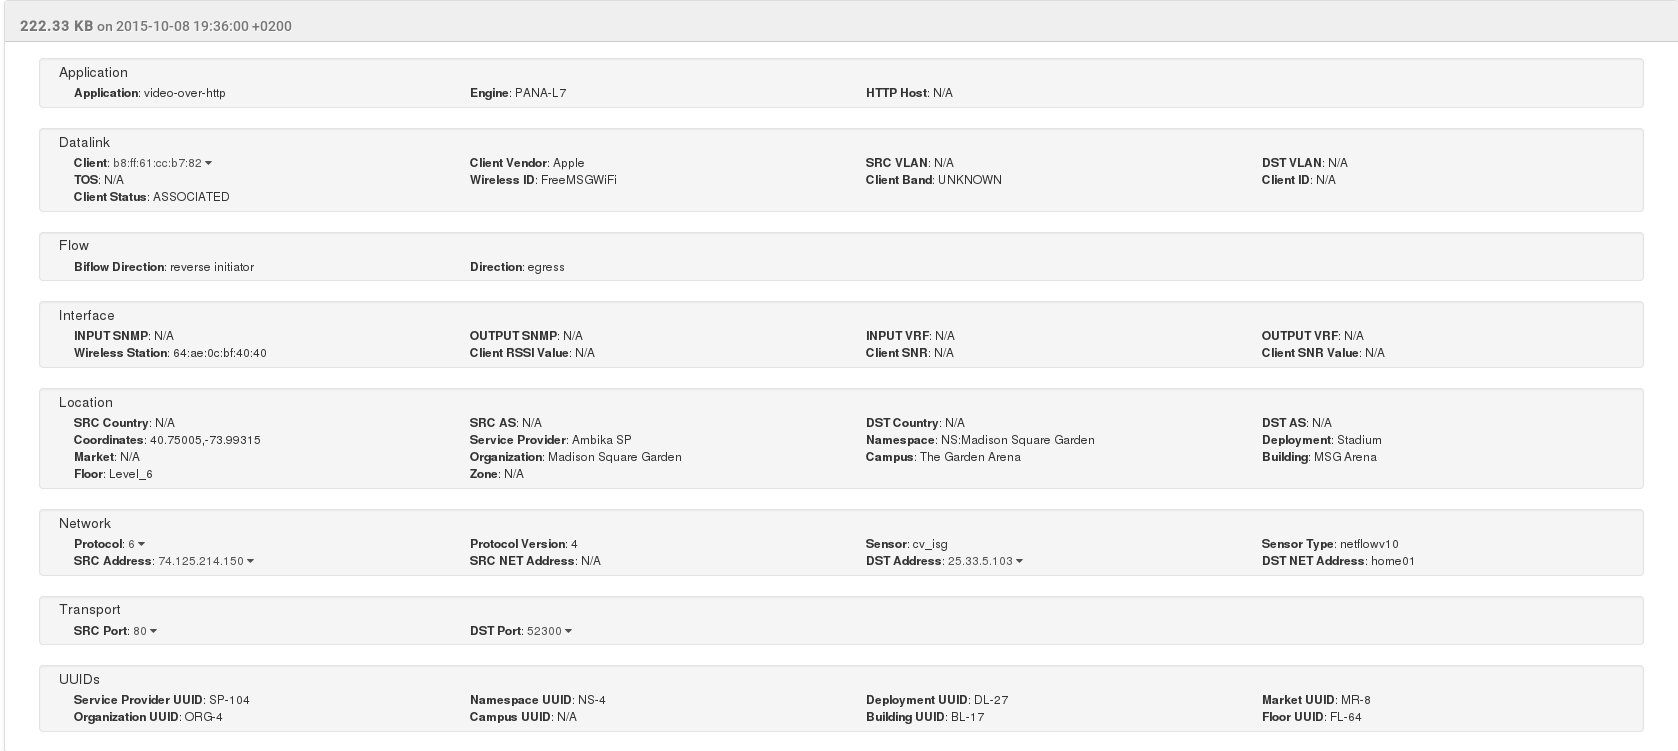 222.33 KB on 2015-10-08 19:36:00 +0200
Application
Application: video-over-http Engine: PANA-L7 HTTP Host: N/A
Datalink
Client: b8:ff:61:cc:b7:82 Client Vendor: Apple SRC VLAN: N/A DST VLAN: N/A
TOS: N/A Wireless ID: FreeMSGWiFi Client Band: UNKNOWN Client ID: N/A
Client Status: ASSOCIATED
Flow
Biflow Direction: reverse initiator Direction: egress
Interface
INPUT SNMP: N/A OUTPUT SNMP: N/A INPUT VRF: N/A OUTPUT VRF: N/A
Wireless Station: 64:ae:0c:bf:40:40 Client RSSI Value: N/A Client SNR: N/A Client SNR Value: N/A
Location
SRC Country: N/A SRC AS: N/A DST Country: N/A DST AS: N/A
Coordinates: 40.75005,-73.99315 Service Provider: Ambika SP Namespace: NS:Madison Square Garden Deployment: Stadium
Market: N/A Organization: Madison Square Garden Campus: The Garden Arena Building: MSG Arena
Floor: Level_6 Zone: N/A
Network
Protocol: 6 Protocol Version: 4 Sensor: cv_isg Sensor Type: netflowv10
SRC Address: 74.125.214.150 SRC NET Address: N/A DST Address: 25.33.5.103 DST NET Address: home01
Transport
SRC Port: 80 DST Port: 52300
UUIDs
Service Provider UUID: SP-104 Namespace UUID: NS-4 Deployment UUID: DL-27 Market UUID: MR-8
Organization UUID: ORG-4 Campus UUID: N/A Building UUID: BL-17 Floor UUID: FL-64